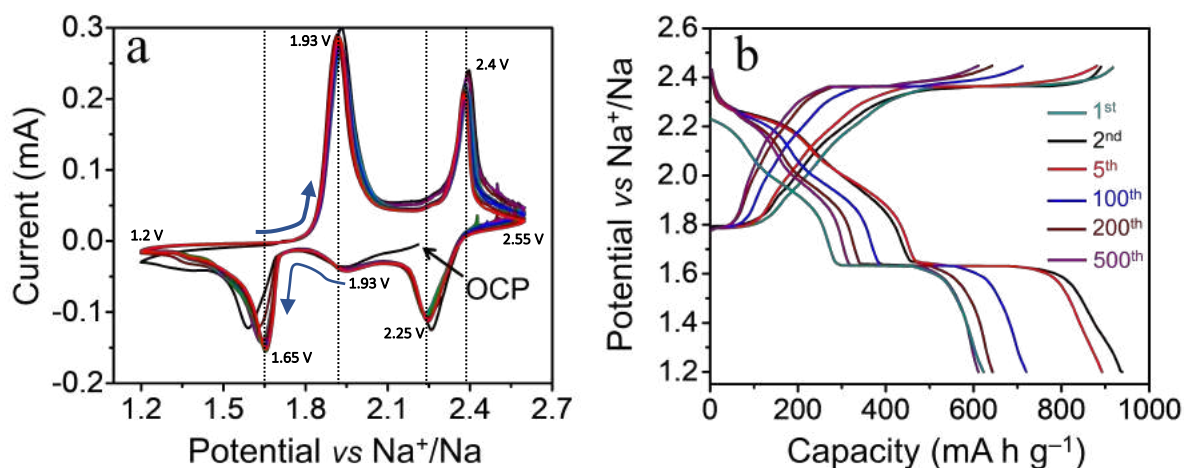 a
0.3
0.2
0.1
0.0
-0.1
-0.2
Current (mA)
1.93 V
2.4 V
1.2 V
2.55 V
1.93 V
OCP
2.25 V
1.65 V
1.2 1.5 1.8 2.1 2.4 2.7
Potential vs Na⁺/Na
b
2.6
2.4
2.2
2.0
1.8
1.6
1.4
1.2
Potential vs Na⁺/Na
1ˢᵗ
2ⁿᵈ
5ᵗʰ
100ᵗʰ
200ᵗʰ
500ᵗʰ
0 200 400 600 800 1000
Capacity (mA h g⁻¹)